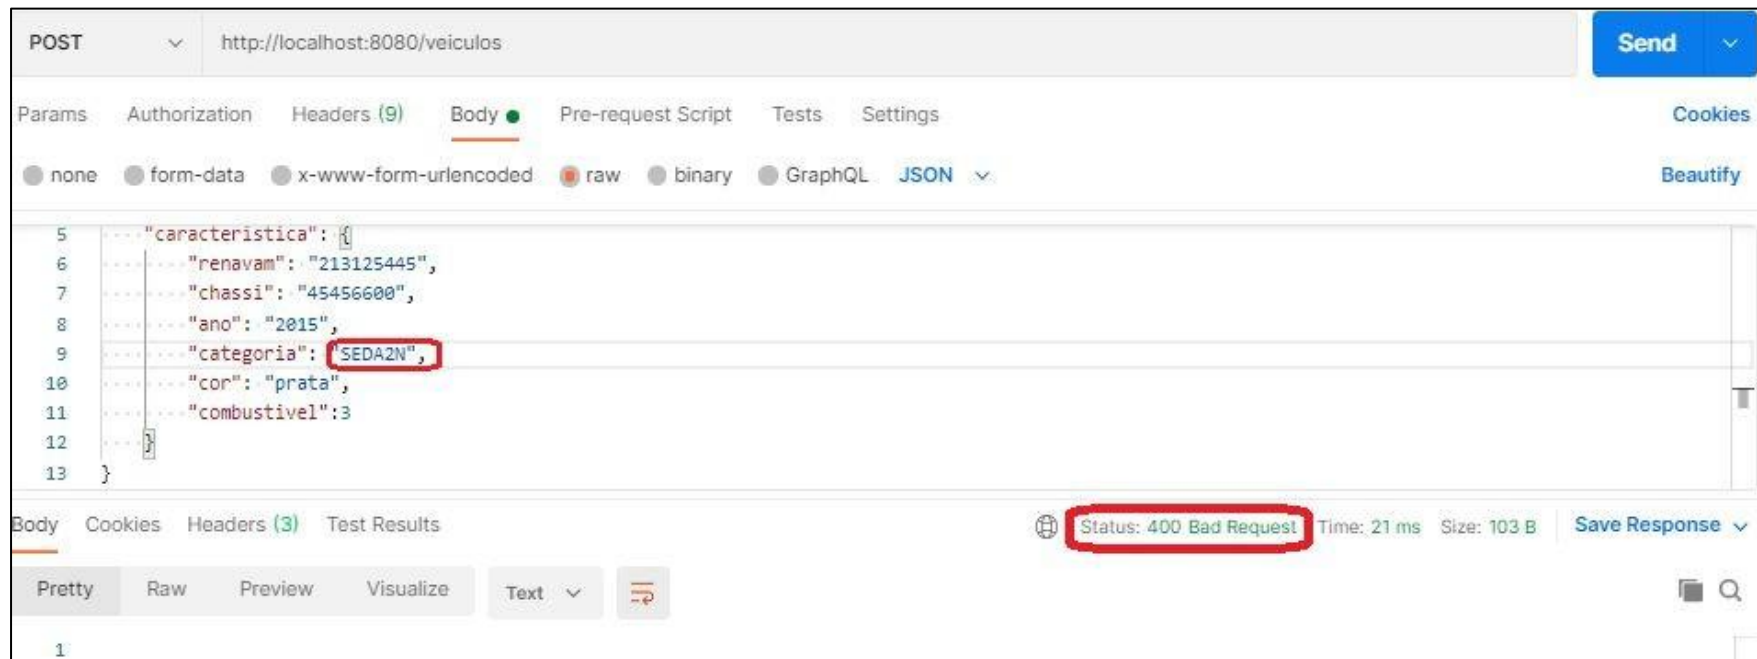 POST http://localhost:8080/veiculos Send
Params Authorization Headers (9) Body Pre-request Script Tests Settings Cookies
none form-data x-www-form-urlencoded raw binary GraphQL JSON Beautify
5 "caracteristica": {
6 "renavam": "213125445",
7 "chassi": "45456600",
8 "ano": "2015",
9 "categoria": "SEDA2N",
10 "cor": "prata",
11 "combustivel":3
12 }
13 }
Body Cookies Headers (3) Test Results Status: 400 Bad Request Time: 21 ms Size: 103 B Save Response
Pretty Raw Preview Visualize Text
1